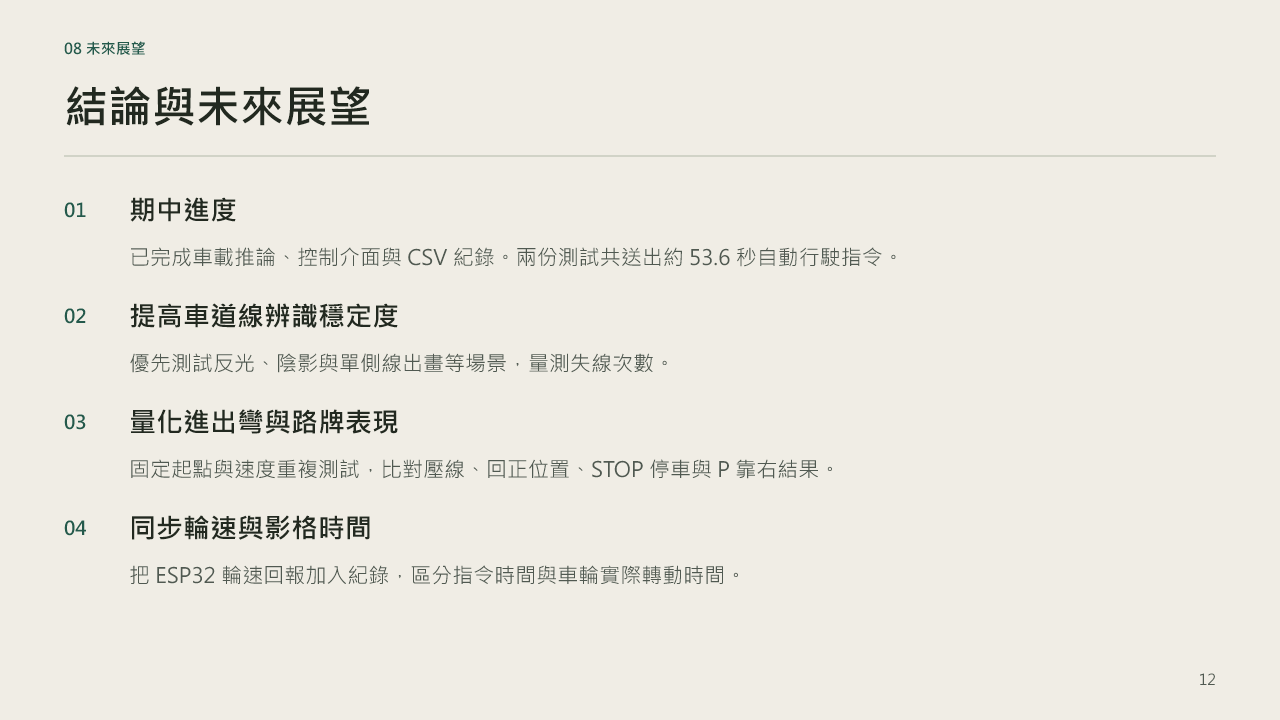 08 未來展望
結論與未來展望
01 期中進度
已完成車載推論、控制介面與 CSV 紀錄。兩份測試共送出約 53.6 秒自動行駛指令。
02 提高車道線辨識穩定度
優先測試反光、陰影與單側線出畫等場景，量測失線次數。
03 量化進出彎與路牌表現
固定起點與速度重複測試，比對壓線、回正位置、STOP 停車與 P 靠右結果。
04 同步輪速與影格時間
把 ESP32 輪速回報加入紀錄，區分指令時間與車輪實際轉動時間。
12